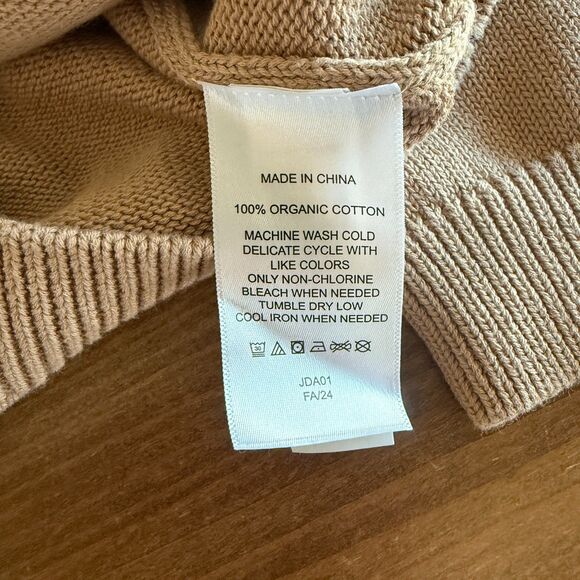 MADE IN CHINA
100% ORGANIC COTTON
MACHINE WASH COLD
DELICATE CYCLE WITH
LIKE COLORS
ONLY NON-CHLORINE
BLEACH WHEN NEEDED
TUMBLE DRY LOW
COOL IRON WHEN NEEDED
30
JDA01
FA/24